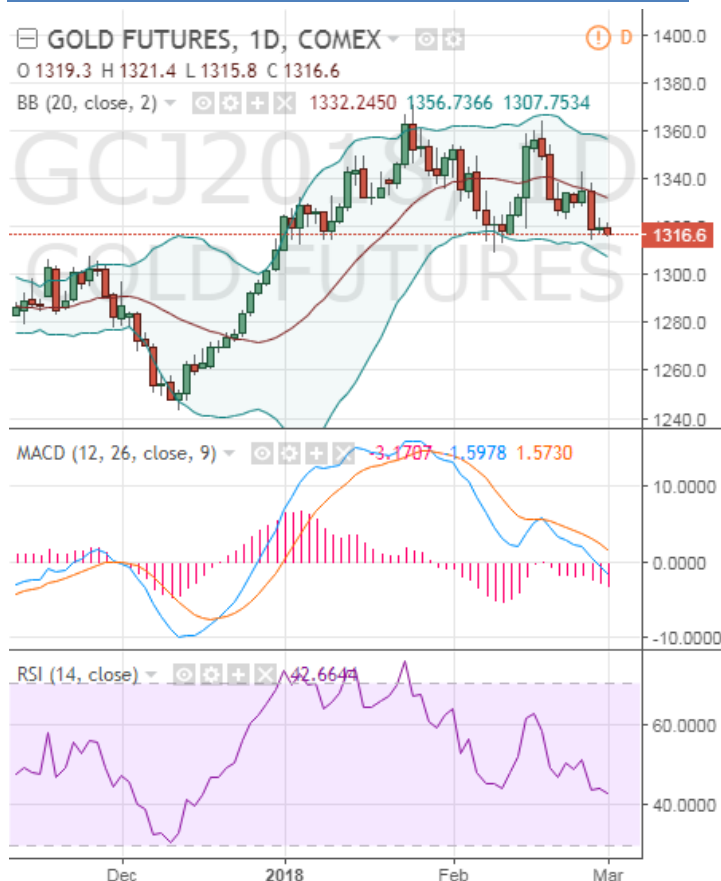 GOLD FUTURES, 1D, COMEX
D
O 1319.3 H 1321.4 L 1315.8 C 1316.6
BB (20, close, 2) 1332.2450 1356.7366 1307.7534
GCJ2018, 1D
GOLD FUTURES
1400.0
1380.0
1360.0
1340.0
1316.6
1300.0
1280.0
1260.0
1240.0
MACD (12, 26, close, 9) -3.1707 -1.5978 1.5730
10.0000
0.0000
-10.0000
RSI (14, close) 42.6644
60.0000
40.0000
Dec 2018 Feb Mar